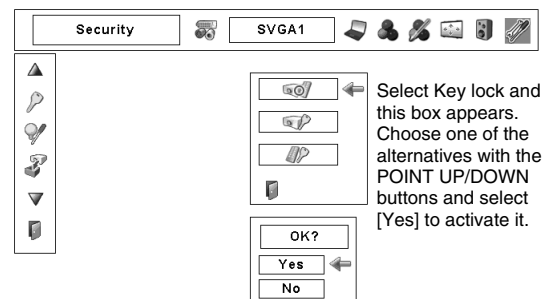 Security
SVGA1
Select Key lock and
this box appears.
Choose one of the
alternatives with the
POINT UP/DOWN
buttons and select
[Yes] to activate it.
OK?
Yes
No